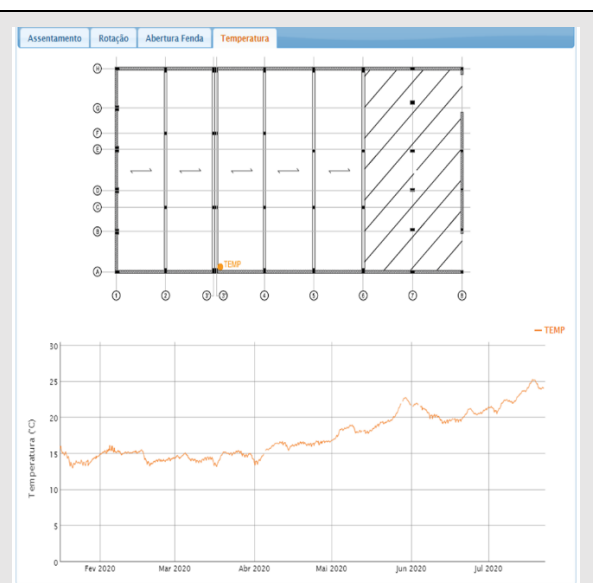 Assentamento Rotação Abertura Fenda Temperatura
H
G
F
E
D
C
B
A
TEMP
1 2 3' 3'' 4 5 6 7 8
TEMP
Temperatura (°C)
30
25
20
15
10
5
0
Fev 2020 Mar 2020 Abr 2020 Mai 2020 Jun 2020 Jul 2020